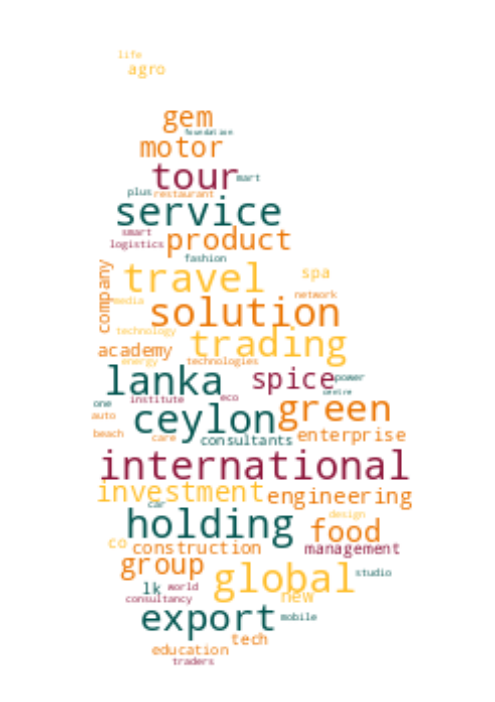 life
agro
gem
foundation
motor
tour mart
plus restaurant
service
smart product
logistics
fashion
travel spa
company
media network
solution
technology trading
academy
energy technologies
lanka spice power
centre
one institute eco
auto ceylon green
beach care consultants enterprise
international
investment engineering
car
holding food design
co construction management
group global studio
lk world new
consultancy
export mobile
tech
education
traders